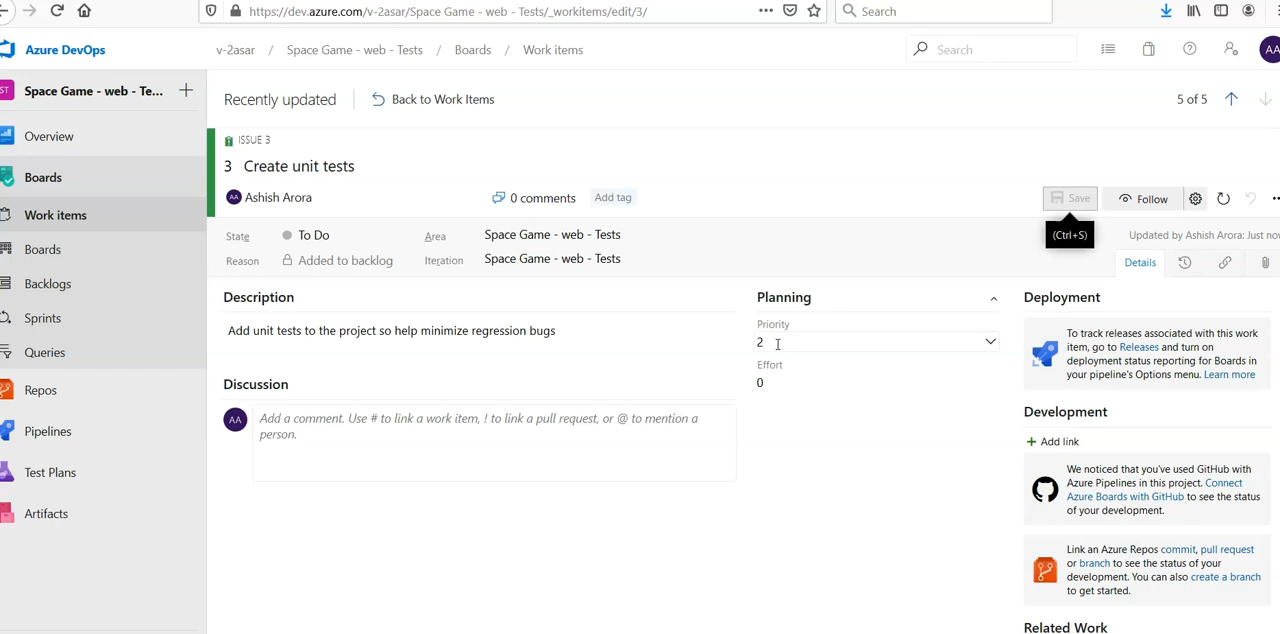 https://dev.azure.com/v-2asar/Space Game - web - Tests/_workitems/edit/3/
Search
Azure DevOps
v-2asar / Space Game - web - Tests / Boards / Work items
Search
AA
ST
Space Game - web - Te...
Recently updated
Back to Work Items
5 of 5
Overview
Boards
Work items
Boards
Backlogs
Sprints
Queries
Repos
Pipelines
Test Plans
Artifacts
ISSUE 3
3 Create unit tests
AA Ashish Arora
0 comments
Add tag
Save
Follow
(Ctrl+S)
State To Do
Area Space Game - web - Tests
Updated by Ashish Arora: Just now
Reason Added to backlog
Iteration Space Game - web - Tests
Details
Description
Add unit tests to the project so help minimize regression bugs
Discussion
AA
Add a comment. Use # to link a work item, ! to link a pull request, or @ to mention a
person.
Planning
Priority
2
Effort
0
Deployment
To track releases associated with this work
item, go to Releases and turn on
deployment status reporting for Boards in
your pipeline's Options menu. Learn more
Development
Add link
We noticed that you've used GitHub with
Azure Pipelines in this project. Connect
Azure Boards with GitHub to see the status
of your development.
Link an Azure Repos commit, pull request
or branch to see the status of your
development. You can also create a branch
to get started.
Related Work